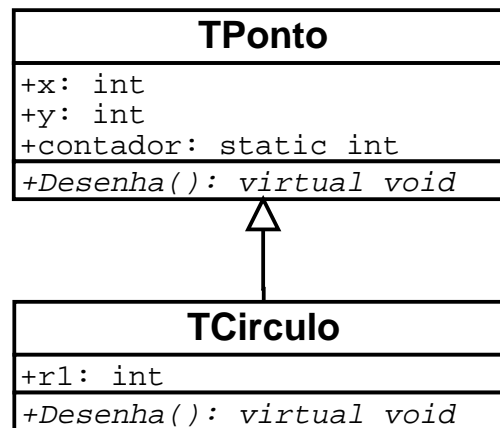 TPonto
+x: int
+y: int
+contador: static int
+Desenha(): virtual void
TCirculo
+r1: int
+Desenha(): virtual void